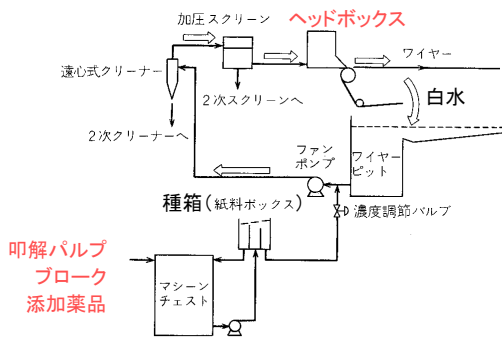 加圧スクリーン
ヘッドボックス
ワイヤー
遠心式クリーナー
2次スクリーンへ
白水
2次クリーナーへ
ファン
ポンプ
ワイヤー
ピット
種箱(紙料ボックス)
濃度調節バルブ
叩解パルプ
ブローク
添加薬品
マシーン
チェスト